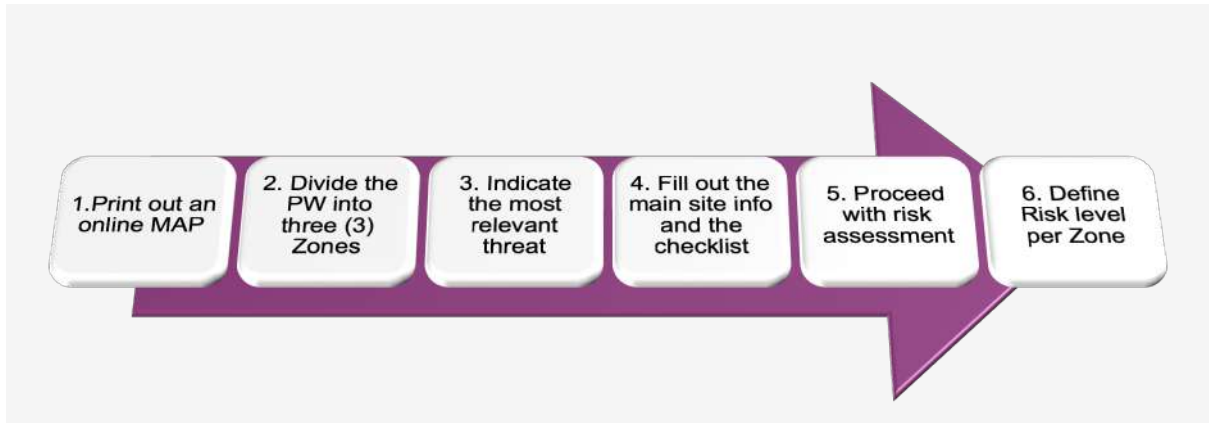 1.Print out an
online MAP
2. Divide the
PW into
three (3)
Zones
3. Indicate
the most
relevant
threat
4. Fill out the
main site info
and the
checklist
5. Proceed
with risk
assessment
6. Define
Risk level
per Zone